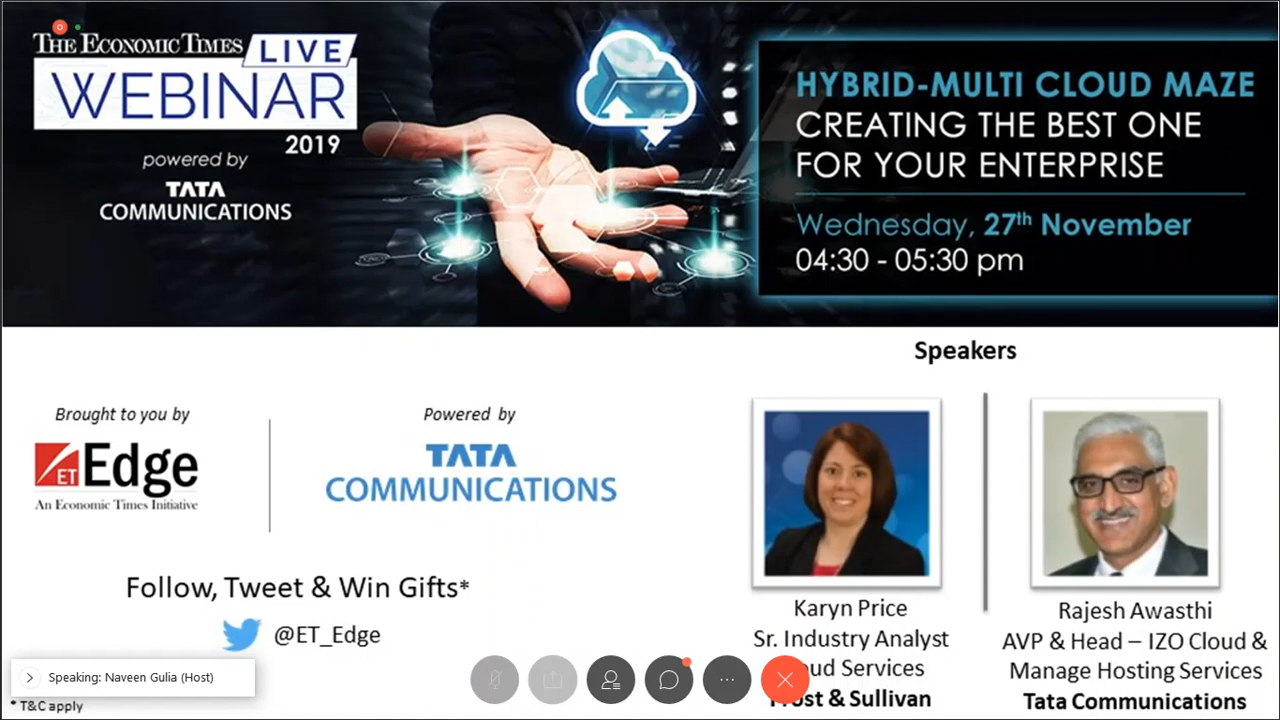 THE ECONOMIC TIMES LIVE
WEBINAR
2019
powered by
TATA
COMMUNICATIONS
HYBRID-MULTI CLOUD MAZE
CREATING THE BEST ONE
FOR YOUR ENTERPRISE
Wednesday, 27th November
04:30 - 05:30 pm
Brought to you by
ET Edge
An Economic Times Initiative
Powered by
TATA
COMMUNICATIONS
Follow, Tweet & Win Gifts*
@ET_Edge
Speakers
Karyn Price
Sr. Industry Analyst
Services
& Sullivan
Rajesh Awasthi
AVP & Head – IZO Cloud &
Manage Hosting Services
Tata Communications
Speaking: Naveen Gulia (Host)
* T&C apply